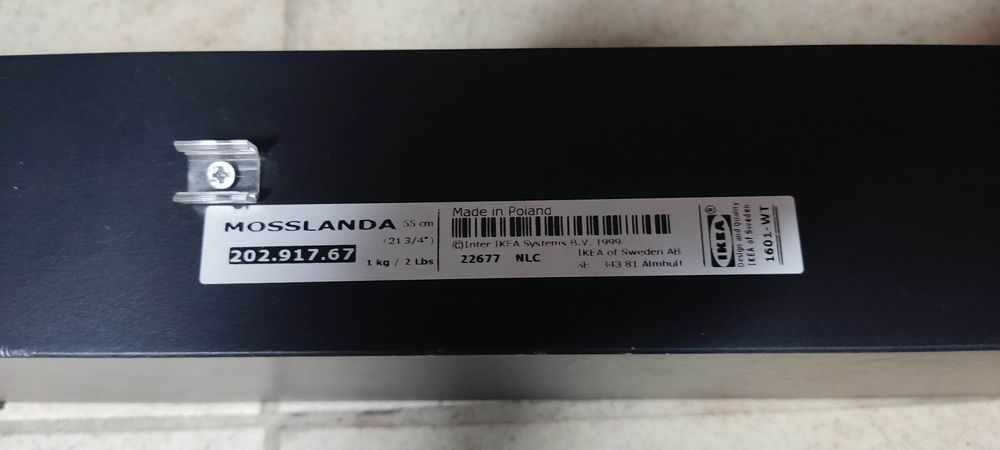 MOSSLANDA 55 cm
(21 3/4")
202.917.67 1 kg / 2 Lbs
Made in Poland
©Inter IKEA Systems B.V. 1999
22677 NLC
IKEA of Sweden AB
SE 343 81 Älmhult
IKEA®
Design and Quality
IKEA of Sweden
1601-WT